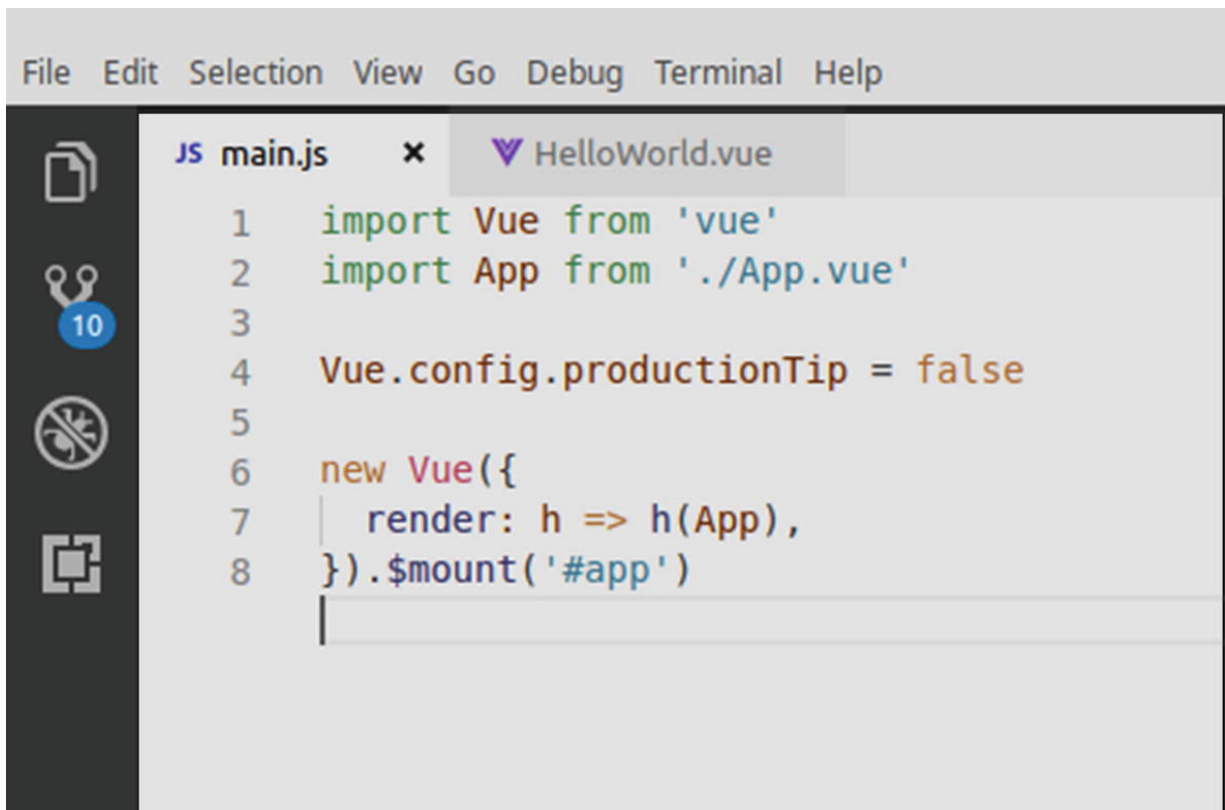 File Edit Selection View Go Debug Terminal Help
JS main.js × HelloWorld.vue
10
1 import Vue from 'vue'
2 import App from './App.vue'
3
4 Vue.config.productionTip = false
5
6 new Vue({
7   render: h => h(App),
8 }).$mount('#app')